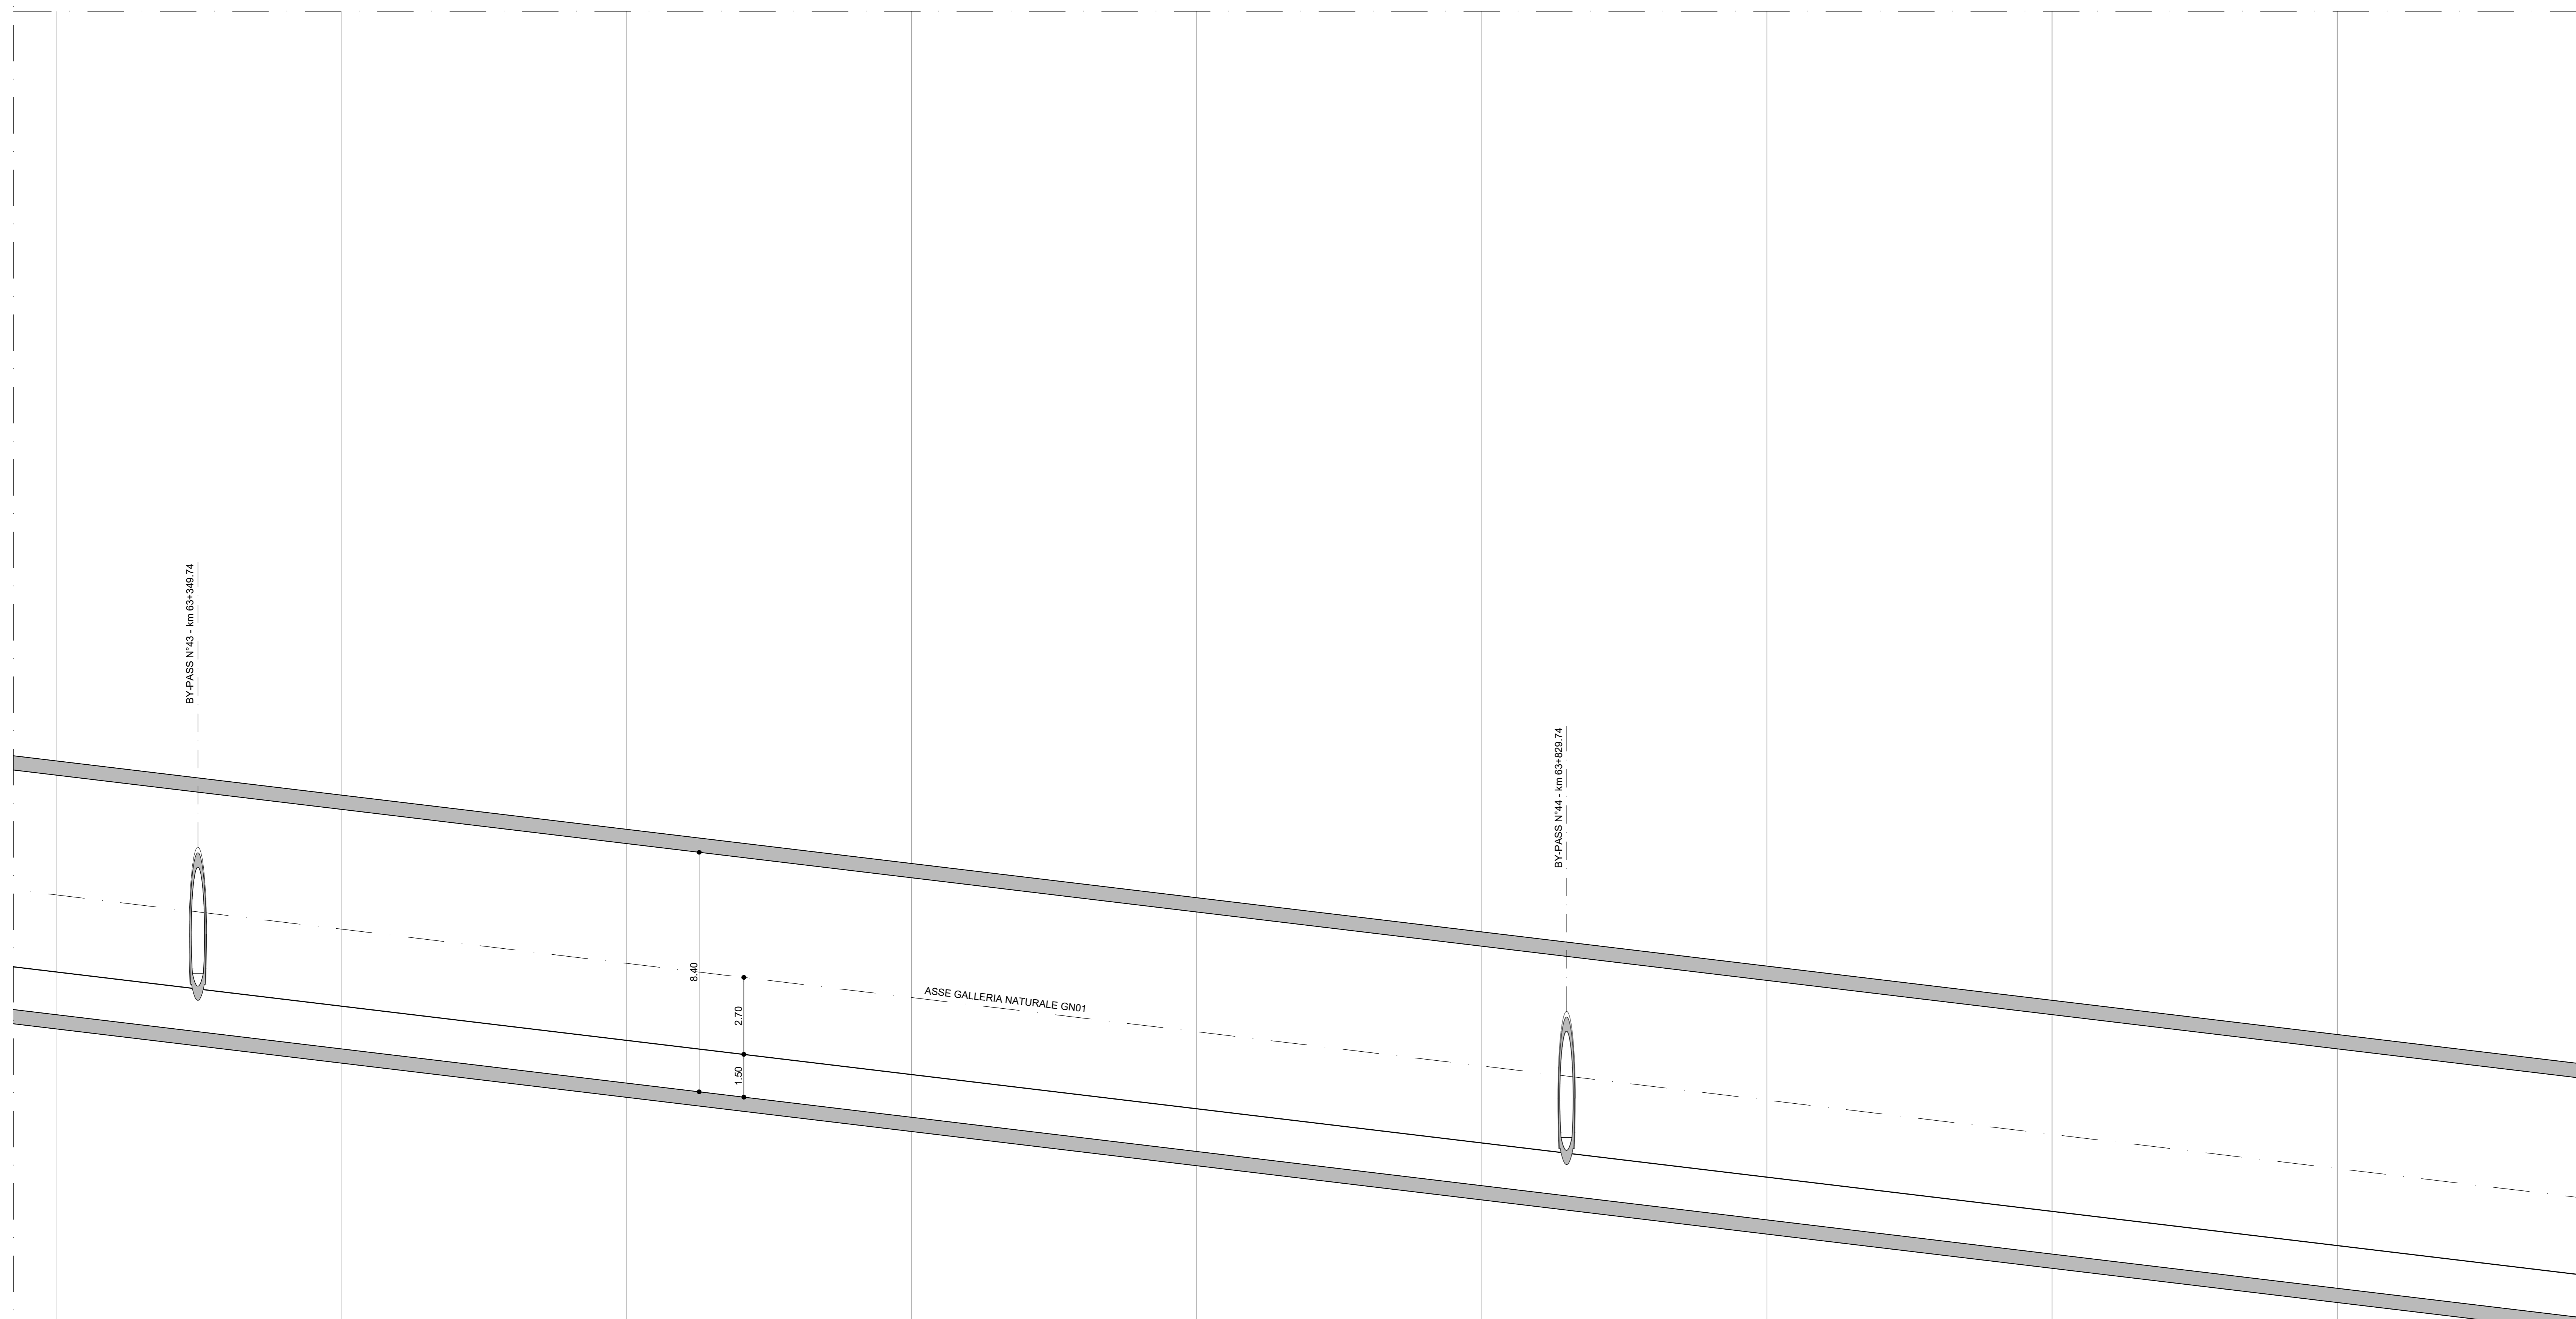 BY-PASS N°43 - km 63+349.74
BY-PASS N°44 - km 63+829.74
8.40
2.70
1.50
ASSE GALLERIA NATURALE GN01